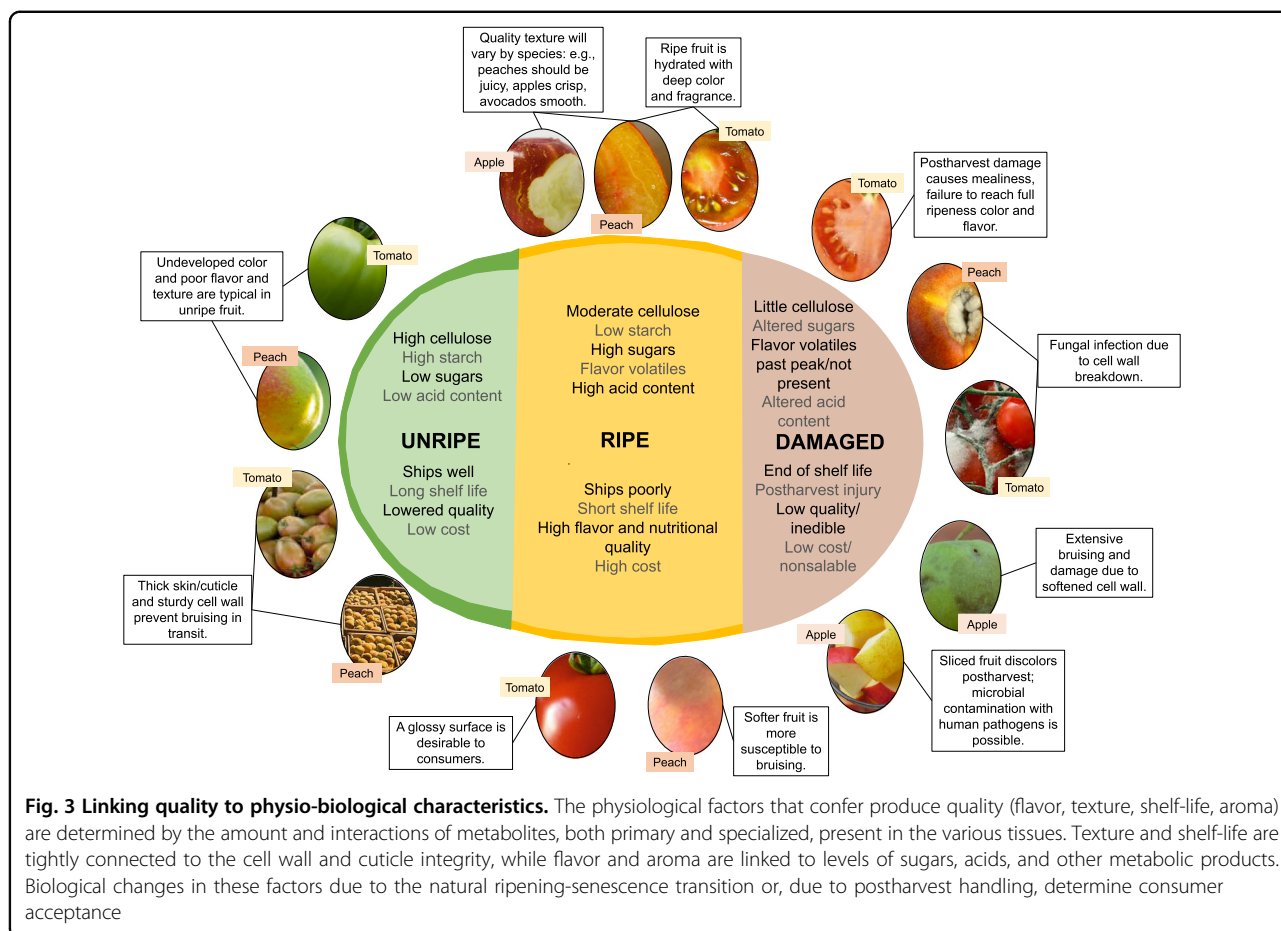 Quality texture will
vary by species: e.g.,
peaches should be
juicy, apples crisp,
avocados smooth.
Ripe fruit is
hydrated with
deep color
and fragrance.
Apple
Peach
Tomato
Tomato
Postharvest damage
causes mealiness,
failure to reach full
ripeness color and
flavor.
Peach
Fungal infection due
to cell wall
breakdown.
Tomato
Undeveloped color
and poor flavor and
texture are typical in
unripe fruit.
Tomato
Peach
High cellulose
High starch
Low sugars
Low acid content
UNRIPE
Ships well
Long shelf life
Lowered quality
Low cost
Moderate cellulose
Low starch
High sugars
Flavor volatiles
High acid content
RIPE
Ships poorly
Short shelf life
High flavor and nutritional
quality
High cost
Little cellulose
Altered sugars
Flavor volatiles
past peak/not
present
Altered acid
content
DAMAGED
End of shelf life
Postharvest injury
Low quality/
inedible
Low cost/
nonsalable
Tomato
Thick skin/cuticle
and sturdy cell wall
prevent bruising in
transit.
Peach
Tomato
A glossy surface is
desirable to
consumers.
Peach
Softer fruit is
more
susceptible to
bruising.
Apple
Sliced fruit discolors
postharvest;
microbial
contamination with
human pathogens is
possible.
Extensive
bruising and
damage due to
softened cell wall.
Apple
Fig. 3 Linking quality to physio-biological characteristics. The physiological factors that confer produce quality (flavor, texture, shelf-life, aroma)
are determined by the amount and interactions of metabolites, both primary and specialized, present in the various tissues. Texture and shelf-life are
tightly connected to the cell wall and cuticle integrity, while flavor and aroma are linked to levels of sugars, acids, and other metabolic products.
Biological changes in these factors due to the natural ripening-senescence transition or, due to postharvest handling, determine consumer
acceptance